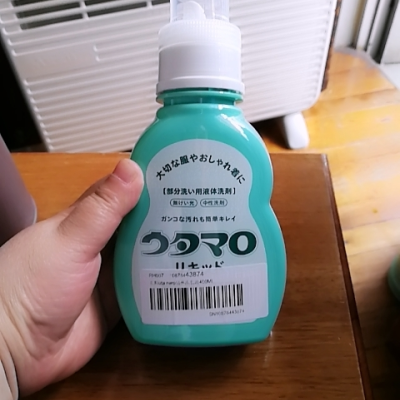 大切な服やおしゃれ着に
【部分洗い用液体洗剤】
無けい光 中性洗剤
ガンコな汚れも簡単キレイ
ウタマロ
リキッド